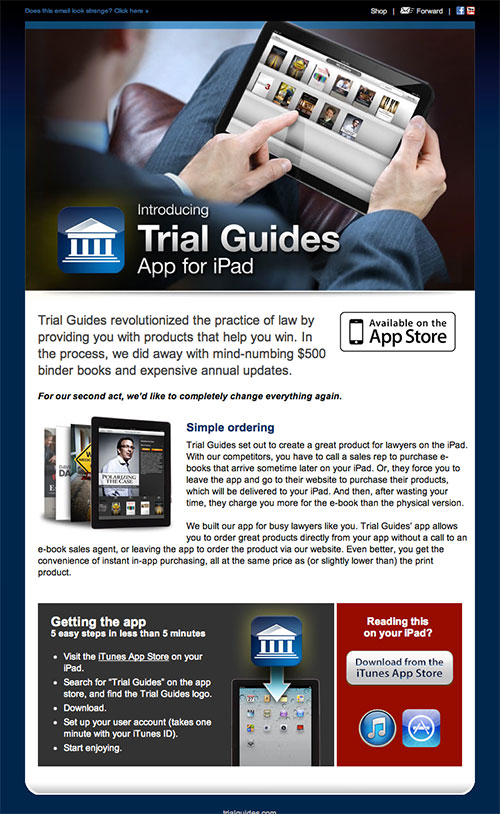 Does this email look strange? Click here »
Shop | Forward |
Introducing
Trial Guides
App for iPad
Trial Guides revolutionized the practice of law by
providing you with products that help you win. In
the process, we did away with mind-numbing $500
binder books and expensive annual updates.
Available on the
App Store
For our second act, we'd like to completely change everything again.
POLARIZING
THE CASE
Simple ordering
Trial Guides set out to create a great product for lawyers on the iPad.
With our competitors, you have to call a sales rep to purchase e-
books that arrive sometime later on your iPad. Or, they force you to
leave the app and go to their website to purchase their products,
which will be delivered to your iPad. And then, after wasting your
time, they charge you more for the e-book than the physical version.
We built our app for busy lawyers like you. Trial Guides' app allows
you to order great products directly from your app without a call to an
e-book sales agent, or leaving the app to order the product via our website. Even better, you get the
convenience of instant in-app purchasing, all at the same price as (or slightly lower than) the print
product.
Getting the app
5 easy steps in less than 5 minutes
• Visit the iTunes App Store on your
iPad.
• Search for "Trial Guides" on the app
store, and find the Trial Guides logo.
• Download.
• Set up your user account (takes one
minute with your iTunes ID).
• Start enjoying.
Reading this
on your iPad?
Download from the
iTunes App Store
trialguides.com